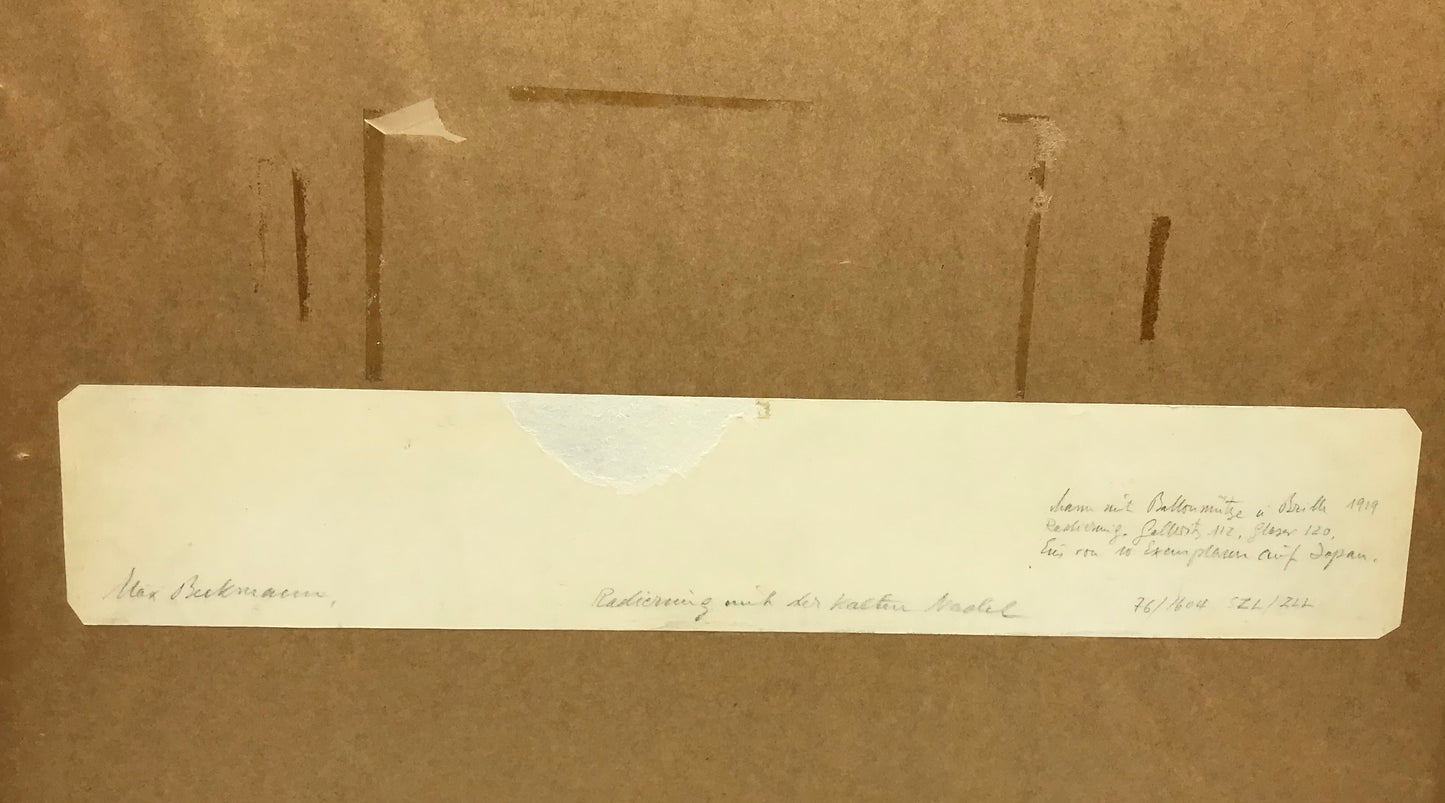 Mann mit Ballonmütze u Brille 1919
Radierung. Gallwitz 112, Glaser 120,
Eins von 10 Exemplaren auf Japan.
Max Beckmann,
Radierung mit der kalten Nadel
76/1604